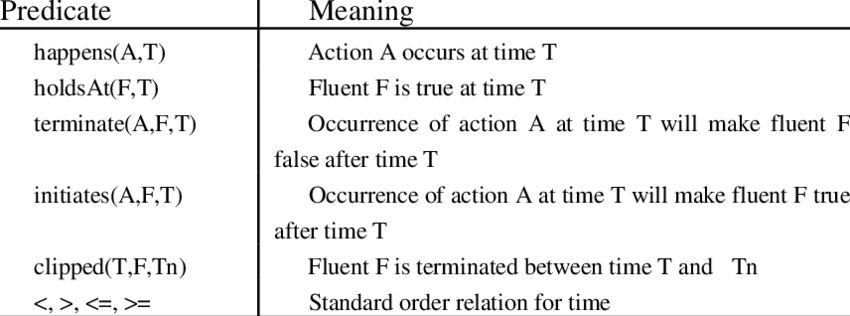 Predicate Meaning
happens(A,T) Action A occurs at time T
holdsAt(F,T) Fluent F is true at time T
terminate(A,F,T) Occurrence of action A at time T will make fluent F
false after time T
initiates(A,F,T) Occurrence of action A at time T will make fluent F true
after time T
clipped(T,F,Tn) Fluent F is terminated between time T and Tn
<, >, <=, >= Standard order relation for time